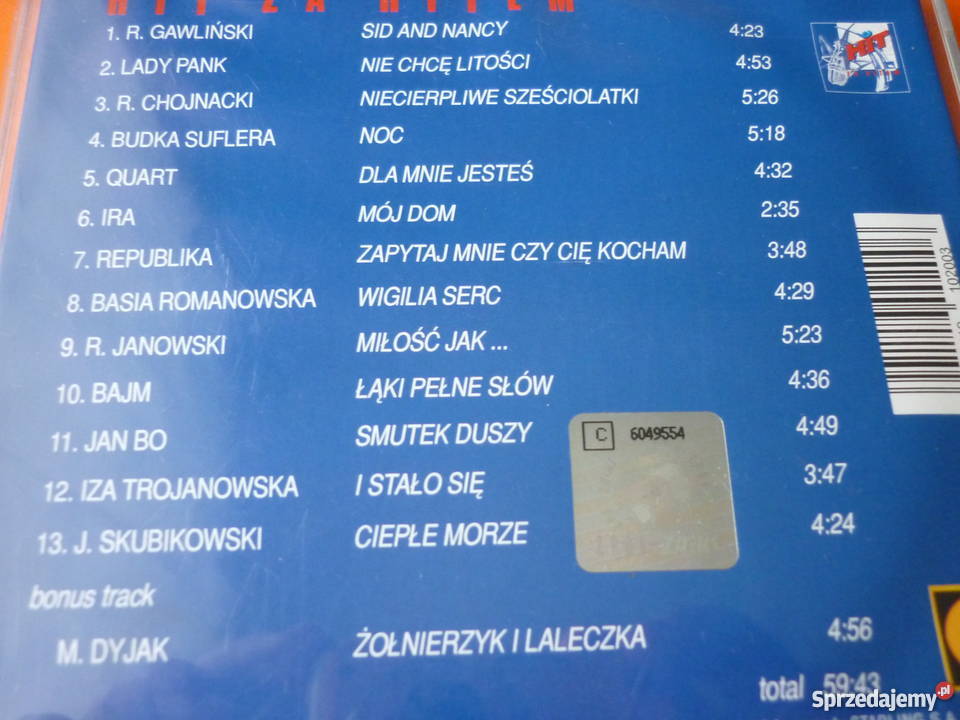 HIT ZA HITEM
1. R. GAWLIŃSKI SID AND NANCY 4:23
2. LADY PANK NIE CHCĘ LITOŚCI 4:53
3. R. CHOJNACKI NIECIERPLIWE SZEŚCIOLATKI 5:26
4. BUDKA SUFLERA NOC 5:18
5. QUART DLA MNIE JESTEŚ 4:32
6. IRA MÓJ DOM 2:35
7. REPUBLIKA ZAPYTAJ MNIE CZY CIĘ KOCHAM 3:48
8. BASIA ROMANOWSKA WIGILIA SERC 4:29
9. R. JANOWSKI MIŁOŚĆ JAK ... 5:23
10. BAJM ŁĄKI PEŁNE SŁÓW 4:36
11. JAN BO SMUTEK DUSZY 4:49
12. IZA TROJANOWSKA I STAŁO SIĘ 3:47
13. J. SKUBIKOWSKI CIEPŁE MORZE 4:24
bonus track
M. DYJAK ŻOŁNIERZYK I LALECZKA 4:56
total 59:43
HIT
102003
C 6049554
Sprzedajemy.pl